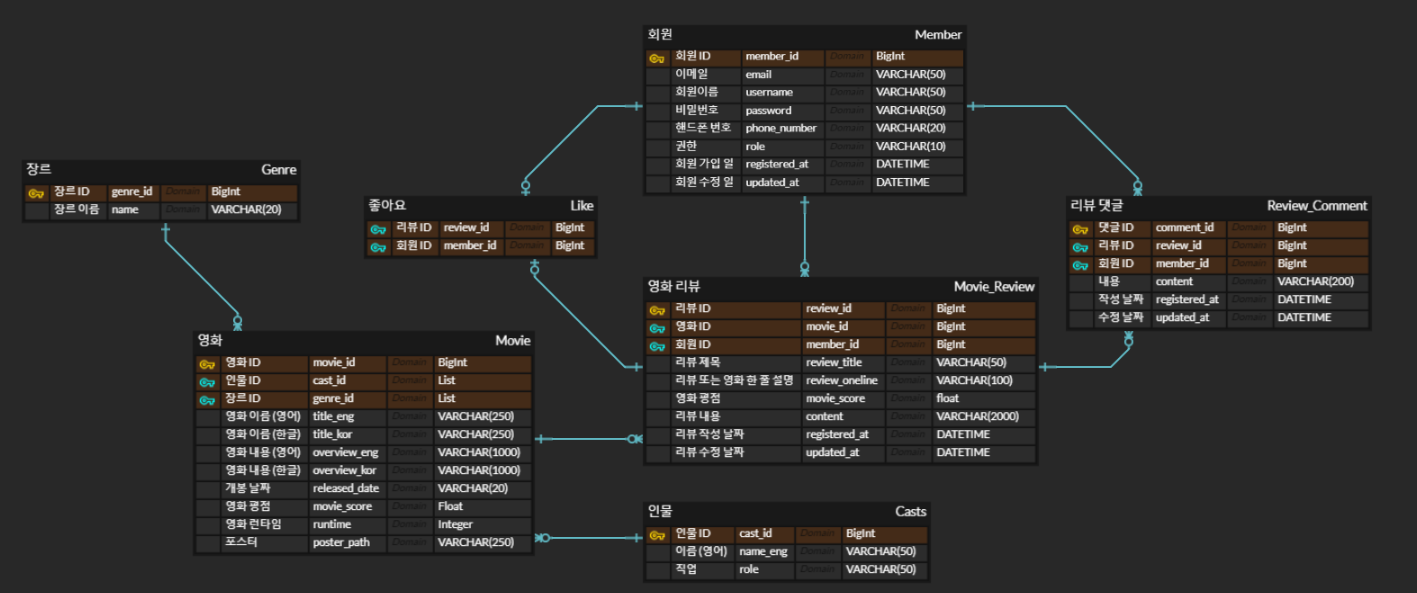 회원 Member
회원 ID member_id Domain BigInt
이메일 email Domain VARCHAR(50)
회원이름 username Domain VARCHAR(50)
비밀번호 password Domain VARCHAR(50)
핸드폰 번호 phone_number Domain VARCHAR(20)
권한 role Domain VARCHAR(10)
회원 가입 일 registered_at Domain DATETIME
회원 수정 일 updated_at Domain DATETIME
장르 Genre
장르 ID genre_id Domain BigInt
장르 이름 name Domain VARCHAR(20)
좋아요 Like
리뷰 ID review_id Domain BigInt
회원 ID member_id Domain BigInt
리뷰 댓글 Review_Comment
댓글 ID comment_id Domain BigInt
리뷰 ID review_id Domain BigInt
회원 ID member_id Domain BigInt
내용 content Domain VARCHAR(200)
작성 날짜 registered_at Domain DATETIME
수정 날짜 updated_at Domain DATETIME
영화 리뷰 Movie_Review
리뷰 ID review_id Domain BigInt
영화 ID movie_id Domain BigInt
회원 ID member_id Domain BigInt
리뷰 제목 review_title Domain VARCHAR(50)
리뷰 또는 영화 한 풀 설명 review_oneline Domain VARCHAR(100)
영화 평점 movie_score Domain float
리뷰 내용 content Domain VARCHAR(2000)
리뷰 작성 날짜 registered_at Domain DATETIME
리뷰 수정 날짜 updated_at Domain DATETIME
영화 Movie
영화 ID movie_id Domain BigInt
인물 ID cast_id Domain List
장르 ID genre_id Domain List
영화 이름 (영어) title_eng Domain VARCHAR(250)
영화 이름 (한글) title_kor Domain VARCHAR(250)
영화 내용 (영어) overview_eng Domain VARCHAR(1000)
영화 내용 (한글) overview_kor Domain VARCHAR(1000)
개봉 날짜 released_date Domain VARCHAR(20)
영화 평점 movie_score Domain Float
영화 런타임 runtime Domain Integer
포스터 poster_path Domain VARCHAR(250)
인물 Casts
인물 ID cast_id Domain BigInt
이름 (영어) name_eng Domain VARCHAR(50)
직업 role Domain VARCHAR(50)